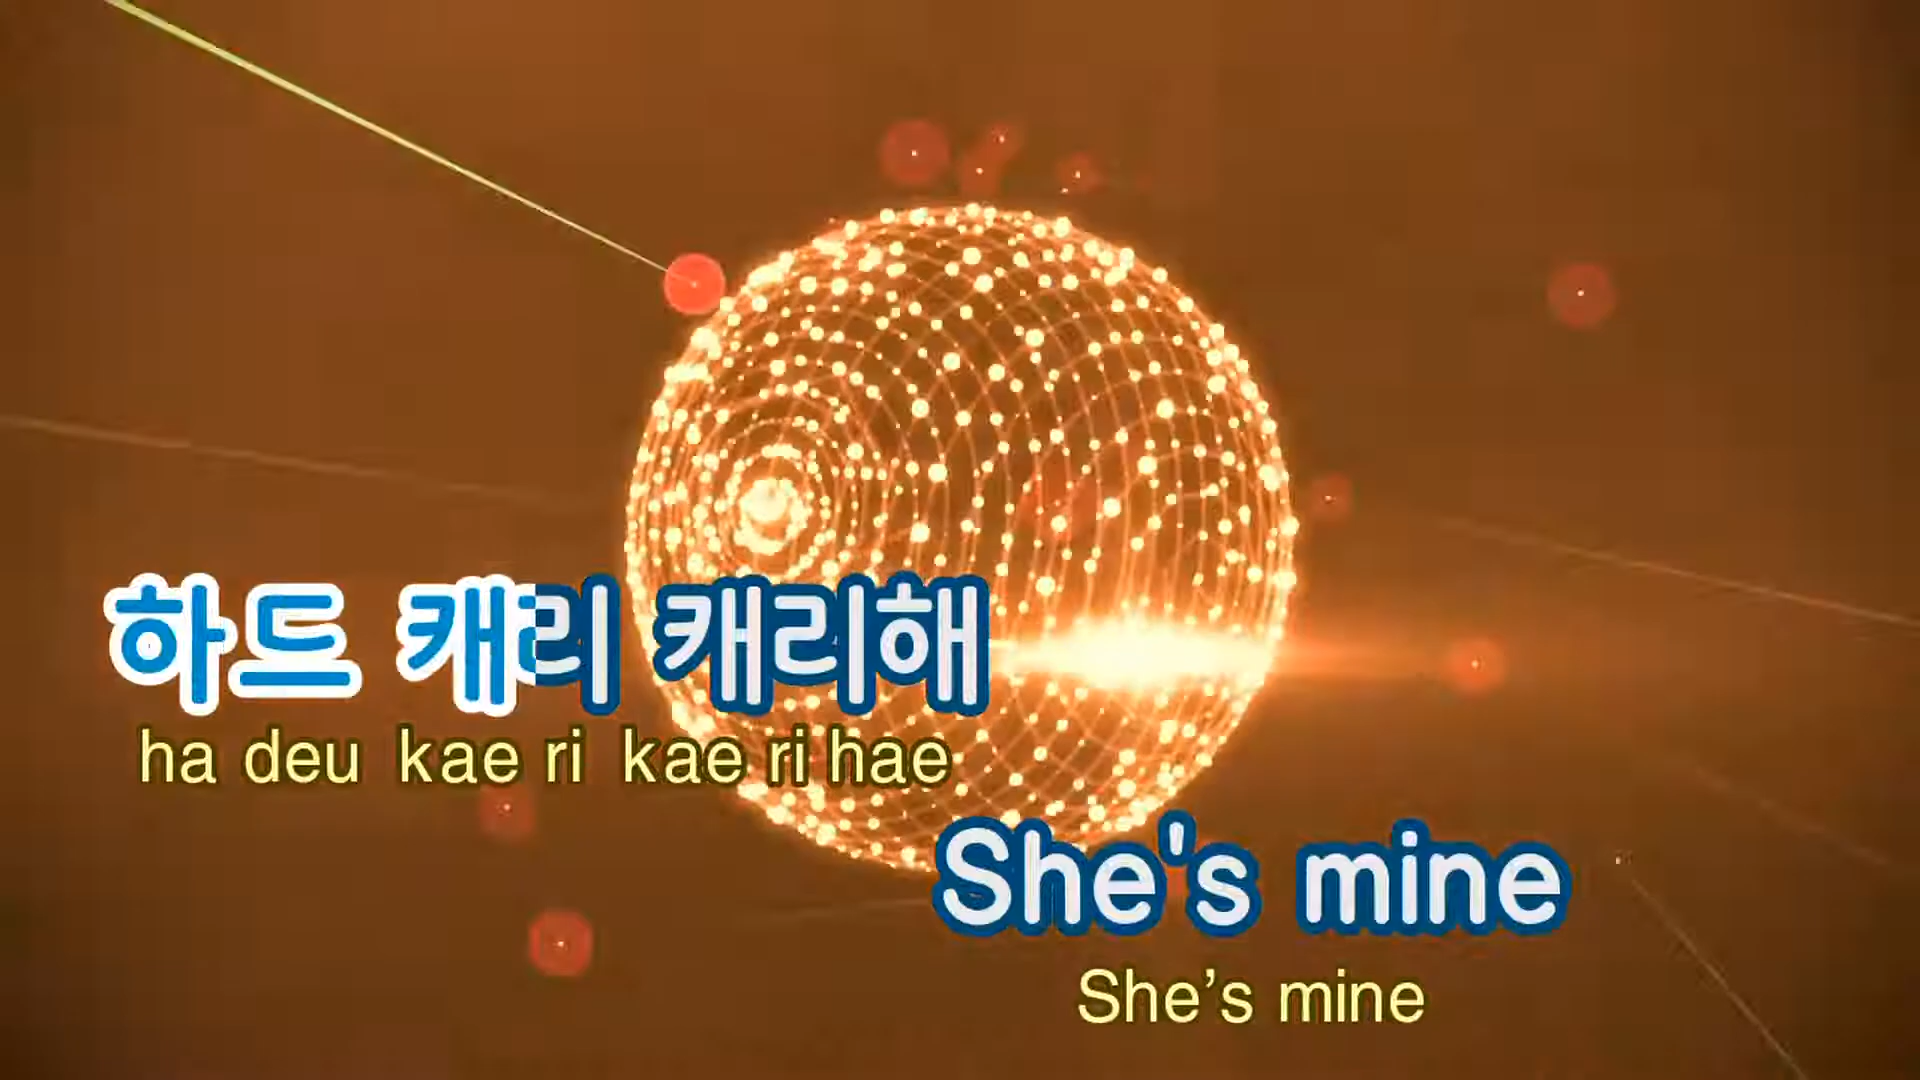 하드 캐리 캐리해
ha deu kae ri kae ri hae
She's mine
She’s mine